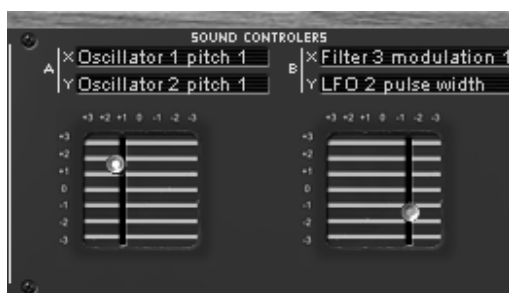 SOUND CONTROLERS
A
X Oscillator 1 pitch 1
Y Oscillator 2 pitch 1
B
X Filter 3 modulation 1
Y LFO 2 pulse width
+3 +2 +1 0 -1 -2 -3
+3
+2
+1
0
-1
-2
-3
+3 +2 +1 0 -1 -2 -3
+3
+2
+1
0
-1
-2
-3